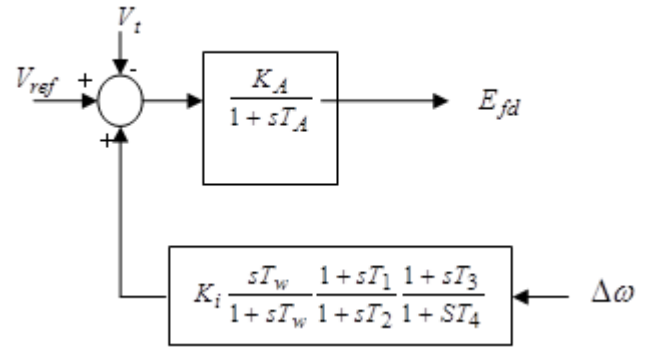 V_t
-
V_ref +
K_A / (1 + sT_A)
E_fd
+
K_i (sT_w / (1 + sT_w)) ((1 + sT_1) / (1 + sT_2)) ((1 + sT_3) / (1 + ST_4))
Δω